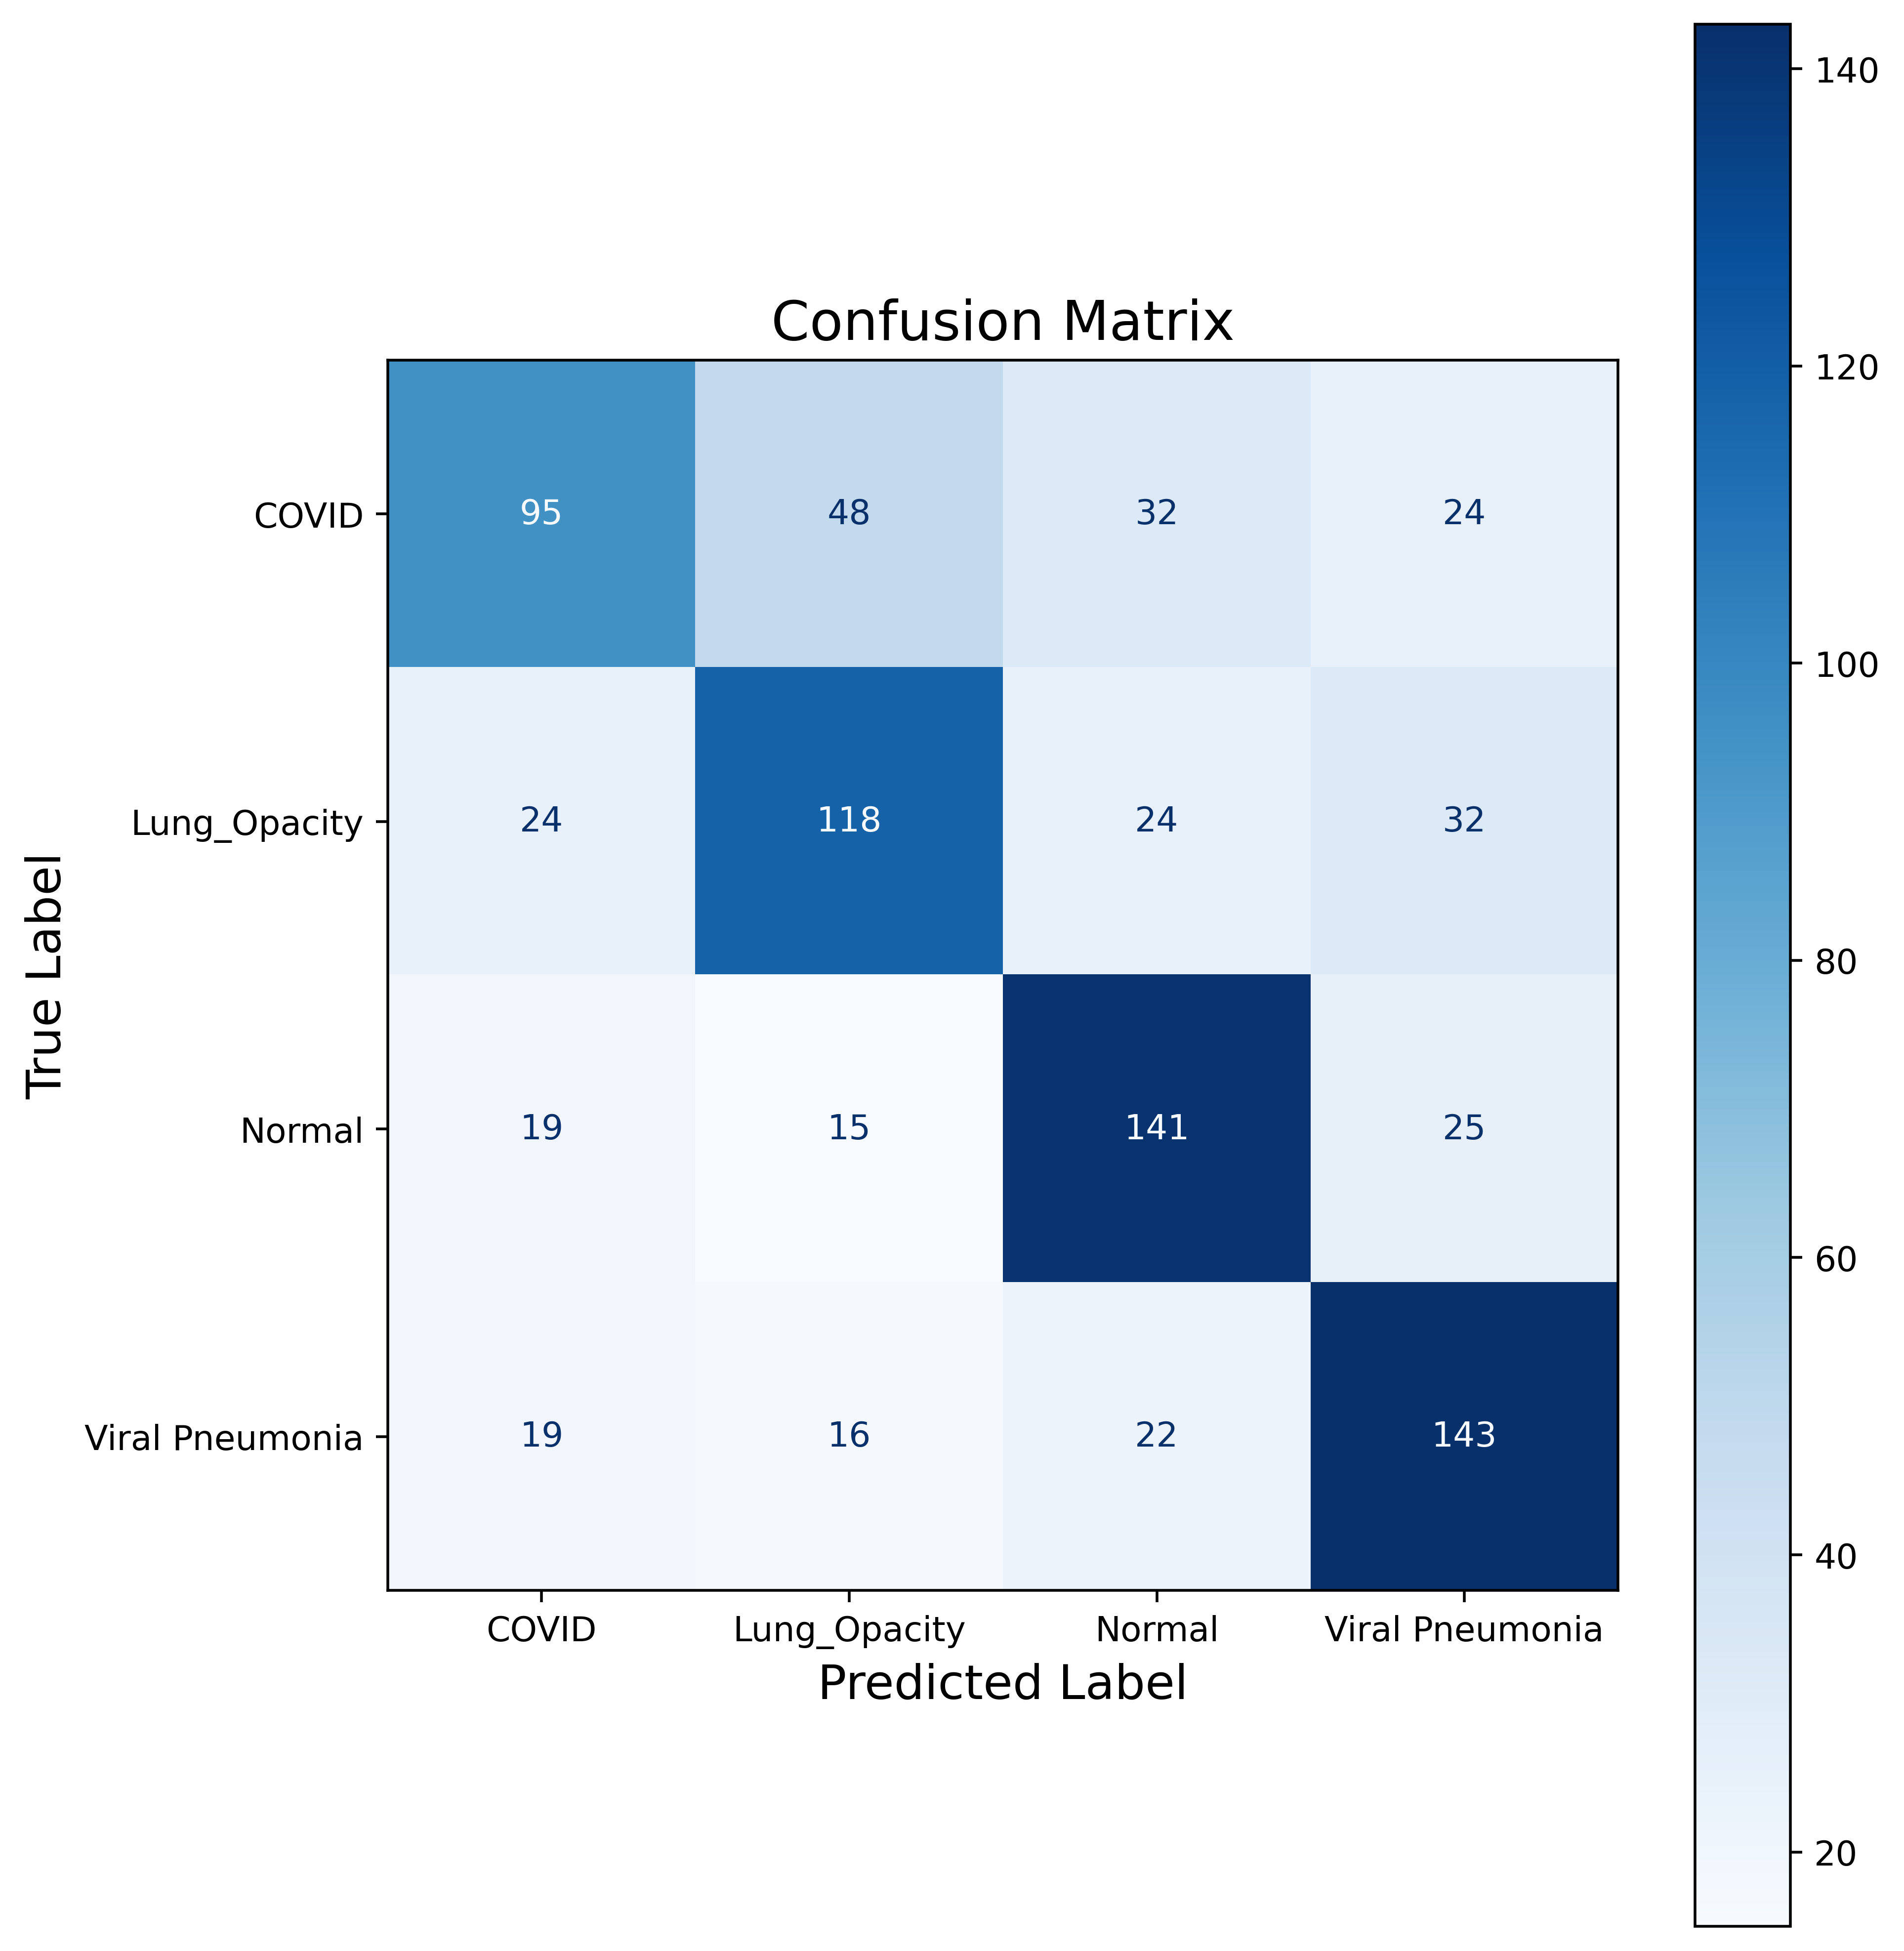 Confusion Matrix
True Label
COVID 95 48 32 24
Lung_Opacity 24 118 24 32
Normal 19 15 141 25
Viral Pneumonia 19 16 22 143
COVID Lung_Opacity Normal Viral Pneumonia
Predicted Label
140
120
100
80
60
40
20